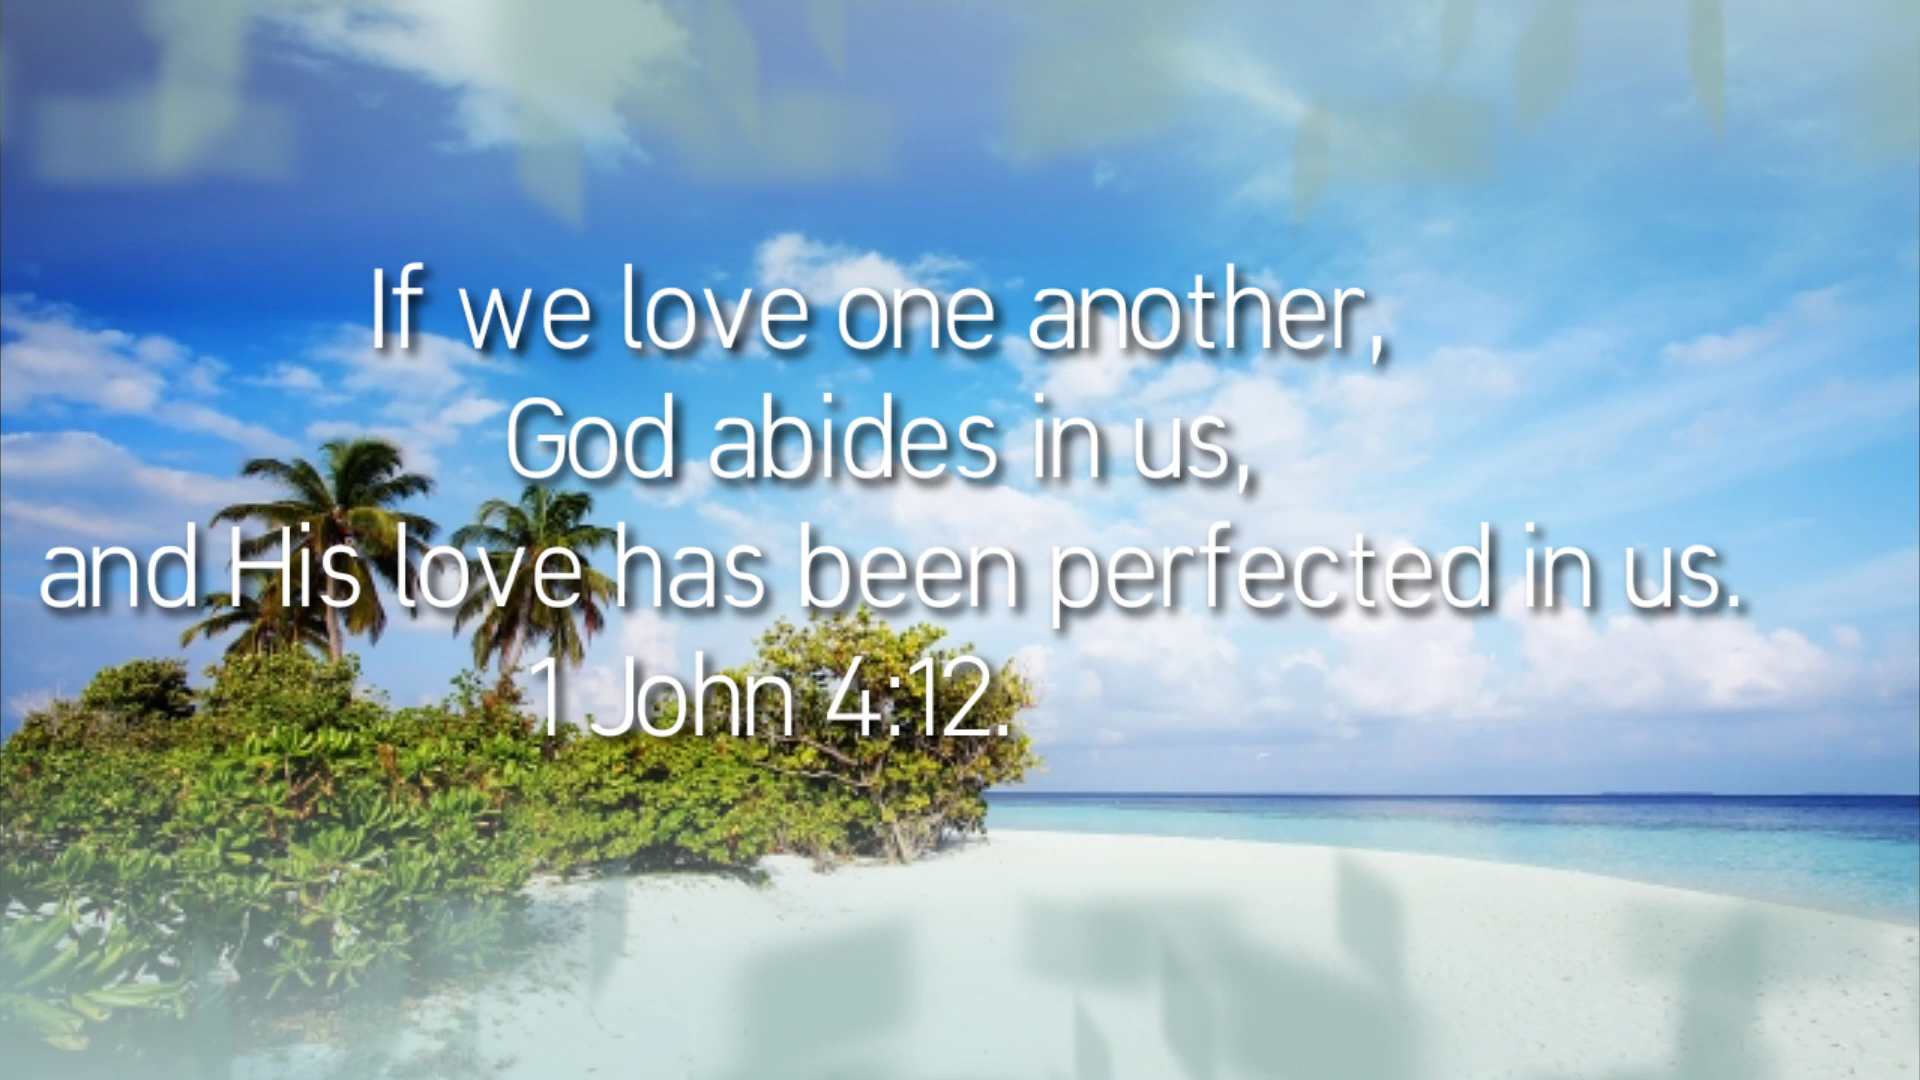 If we love one another,
God abides in us,
and His love has been perfected in us.
1 John 4:12.